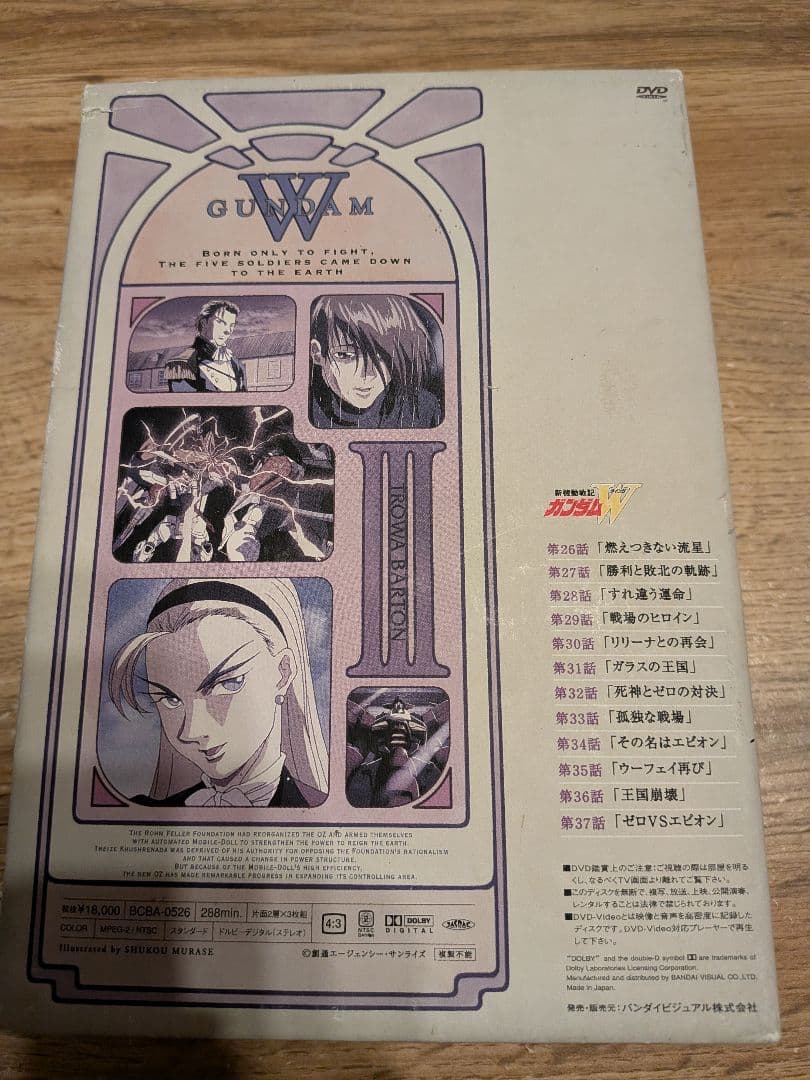 DVD
GUNDAM W
BORN ONLY TO FIGHT,
THE FIVE SOLDIERS CAME DOWN
TO THE EARTH
III
TROWA BARTON
新機動戦記
ガンダムW
ウイング
第26話「燃えつきない流星」
第27話「勝利と敗北の軌跡」
第28話「すれ違う運命」
第29話「戦場のヒロイン」
第30話「リリーナとの再会」
第31話「ガラスの王国」
第32話「死神とゼロの対決」
第33話「孤独な戦場」
第34話「その名はエピオン」
第35話「ウーフェイ再び」
第36話「王国崩壊」
第37話「ゼロVSエピオン」
THE ROHM FELLER FOUNDATION HAD REORGANIZED THE OZ AND ARMED THEMSELVES
WITH AUTOMATED MOBILE-DOLL TO STRENGTHEN THE POWER TO REIGN THE EARTH.
TREIZE KHUSHRENADA WAS DEPRIVED OF HIS AUTHORITY FOR OPPOSING THE FOUNDATION'S RATIONALISM
AND THAT CAUSED A CHANGE IN POWER STRUCTURE.
BUT BECAUSE OF THE MOBILE-DOLL'S HIGH EFFICIENCY,
THE NEW OZ HAS MADE REMARKABLE PROGRESS IN EXPANDING ITS CONTROLLING AREA.
税抜¥18,000 BCBA-0526 288min. 片面2層×3枚組
COLOR MPEG-2/NTSC スタンダード ドルビーデジタル(ステレオ)
4:3
2
NTSC
DOLBY
DIGITAL
Illustrated by SHUKOU MURASE
©創通エージェンシー・サンライズ 複製不能
■DVD鑑賞上のご注意:ご視聴の際は部屋を明る
くし、なるべくTV画面より離れてご覧下さい。
■このディスクを無断で、複写、放送、上映、公開演奏、
レンタルすることは法律で禁じられております。
■DVD-Videoとは映像と音声を高密度に記録した
ディスクです。DVD-Video対応プレーヤーで再生
して下さい。
"DOLBY" and the double-D symbol are trademarks of
Dolby Laboratories Licensing Corporation.
Manufactured and distributed by BANDAI VISUAL CO.,LTD.
Made in Japan.
発売・販売元:バンダイビジュアル株式会社